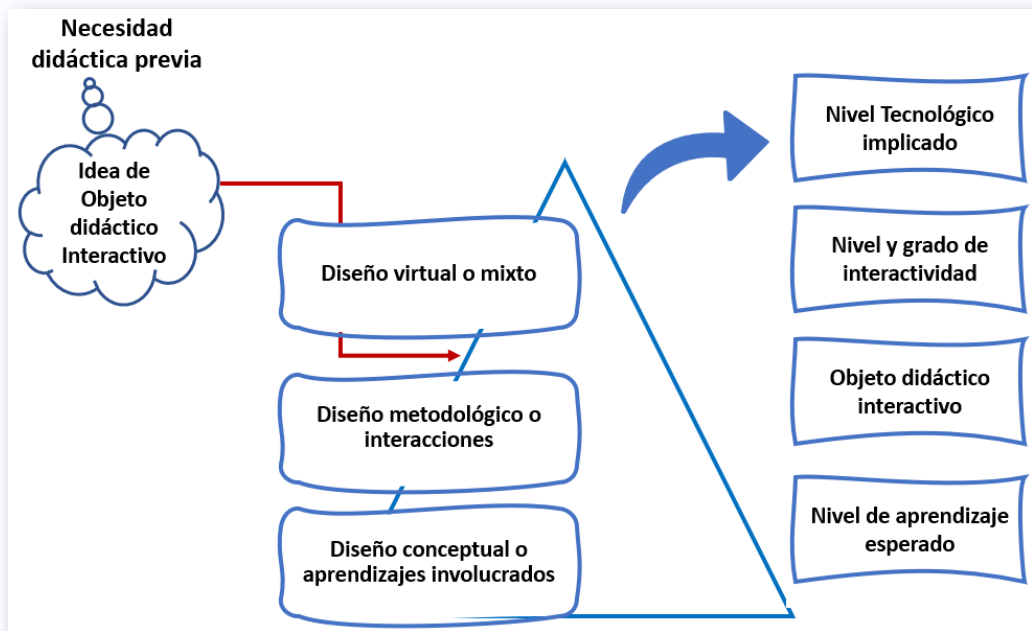 Necesidad
didáctica previa
Idea de
Objeto
didáctico
Interactivo
Diseño virtual o mixto
Diseño metodológico o
interacciones
Diseño conceptual o
aprendizajes involucrados
Nivel Tecnológico
implicado
Nivel y grado de
interactividad
Objeto didáctico
interactivo
Nivel de aprendizaje
esperado